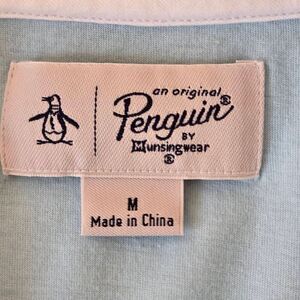 an original
Penguin®
BY
Munsingwear
®
M
Made in China